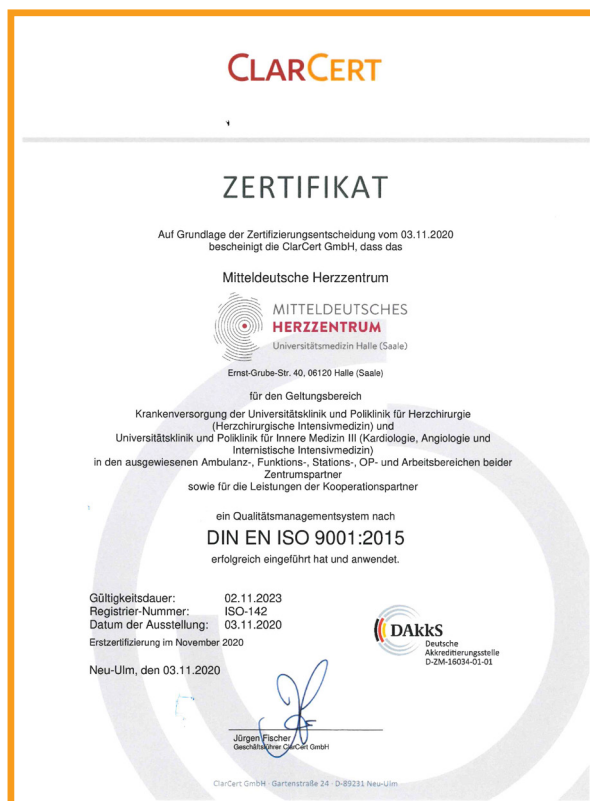 CLARCERT
ZERTIFIKAT
Auf Grundlage der Zertifizierungsentscheidung vom 03.11.2020
bescheinigt die ClarCert GmbH, dass das
Mitteldeutsche Herzzentrum
MITTELDEUTSCHES
HERZZENTRUM
Universitätsmedizin Halle (Saale)
Ernst-Grube-Str. 40, 06120 Halle (Saale)
für den Geltungsbereich
Krankenversorgung der Universitätsklinik und Poliklinik für Herzchirurgie
(Herzchirurgische Intensivmedizin) und
Universitätsklinik und Poliklinik für Innere Medizin III (Kardiologie, Angiologie und
Internistische Intensivmedizin)
in den ausgewiesenen Ambulanz-, Funktions-, Stations-, OP- und Arbeitsbereichen beider
Zentrumspartner
sowie für die Leistungen der Kooperationspartner
ein Qualitätsmanagementsystem nach
DIN EN ISO 9001:2015
erfolgreich eingeführt hat und anwendet.
Gültigkeitsdauer: 02.11.2023
Registrier-Nummer: ISO-142
Datum der Ausstellung: 03.11.2020
Erstzertifizierung im November 2020
DAkkS
Deutsche
Akkreditierungsstelle
D-ZM-16034-01-01
Neu-Ulm, den 03.11.2020
Jürgen Fischer
Geschäftsführer ClarCert GmbH
ClarCert GmbH · Gartenstraße 24 · D-89231 Neu-Ulm